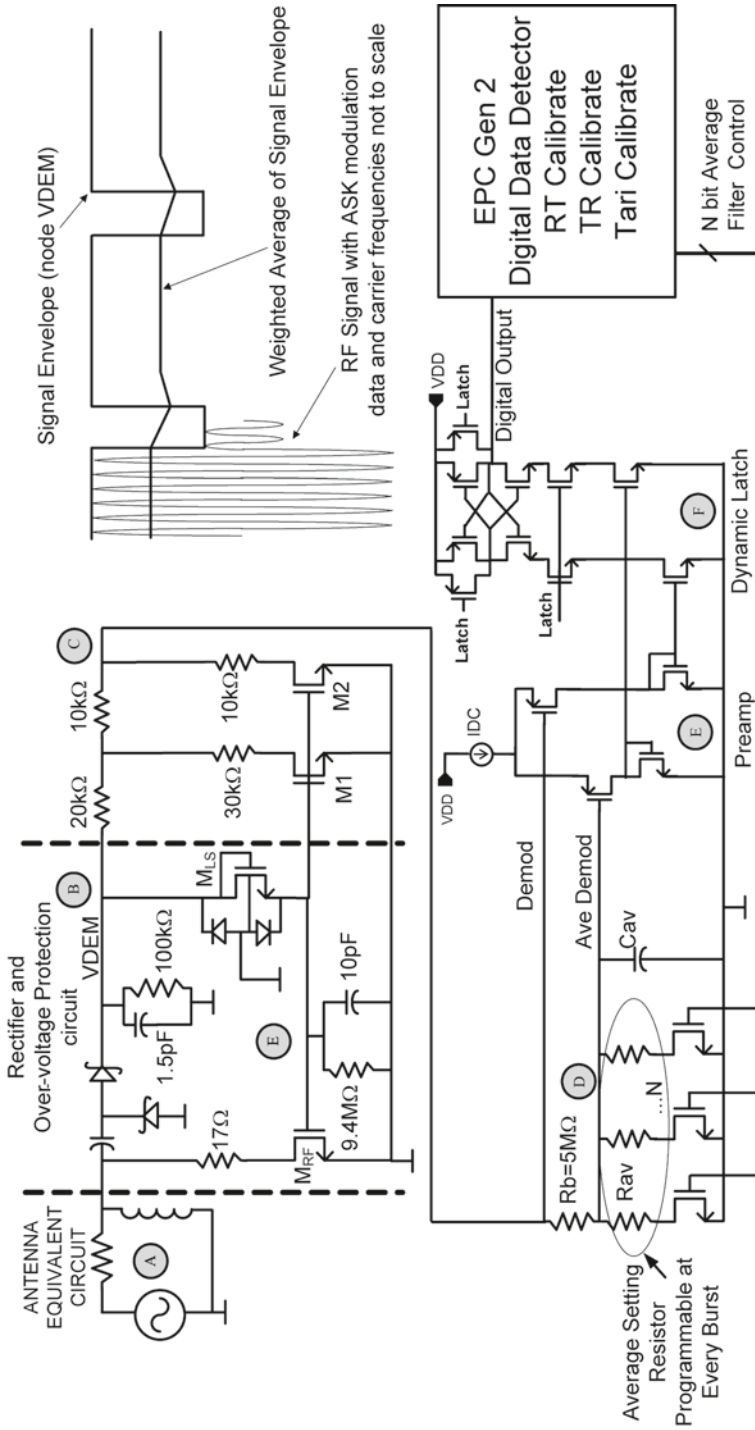 ANTENNA
EQUIVALENT
CIRCUIT
A
Rectifier and
Over-voltage Protection
circuit
VDEM
B
1.5pF
100kΩ
17Ω
MLS
MRF
E
9.4MΩ
10pF
20kΩ
10kΩ
C
30kΩ
10kΩ
M1
M2
Signal Envelope (node VDEM)
Weighted Average of Signal Envelope
RF Signal with ASK modulation
data and carrier frequencies not to scale
Average Setting
Resistor
Programmable at
Every Burst
Rb=5MΩ
Rav
D
...N
Cav
Demod
Ave Demod
VDD
IDC
E
Preamp
Latch
Latch
VDD
Latch
Digital Output
F
Dynamic Latch
EPC Gen 2
Digital Data Detector
RT Calibrate
TR Calibrate
Tari Calibrate
N bit Average
Filter Control